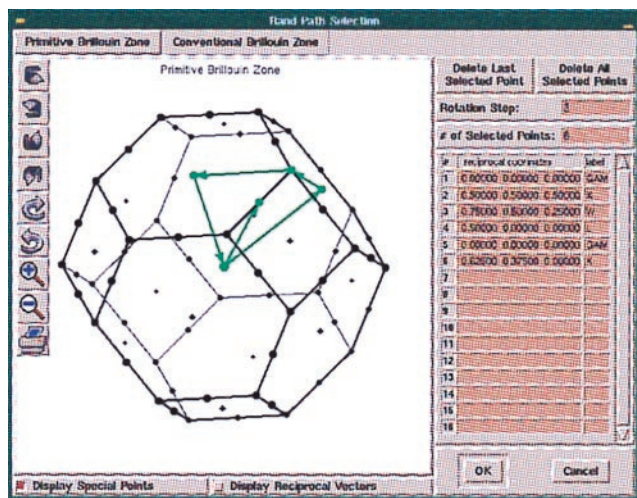 Band Path Selection
Primitive Brillouin Zone Conventional Brillouin Zone
Primitive Brillouin Zone
Delete Last Selected Point
Delete All Selected Points
Rotation Step: 3
# of Selected Points: 6
# reciprocal coordinates label
1 0.00000 0.00000 0.00000 GAM
2 0.50000 0.50000 X
3 0.75000 0.50000 0.25000 W
4 0.50000 0.00000 0.00000 L
5 0.00000 0.00000 0.00000 GAM
6 0.62500 0.37500 K
7
8
9
10
11
12
13
14
15
16
OK Cancel
Display Special Points Display Reciprocal Vectors